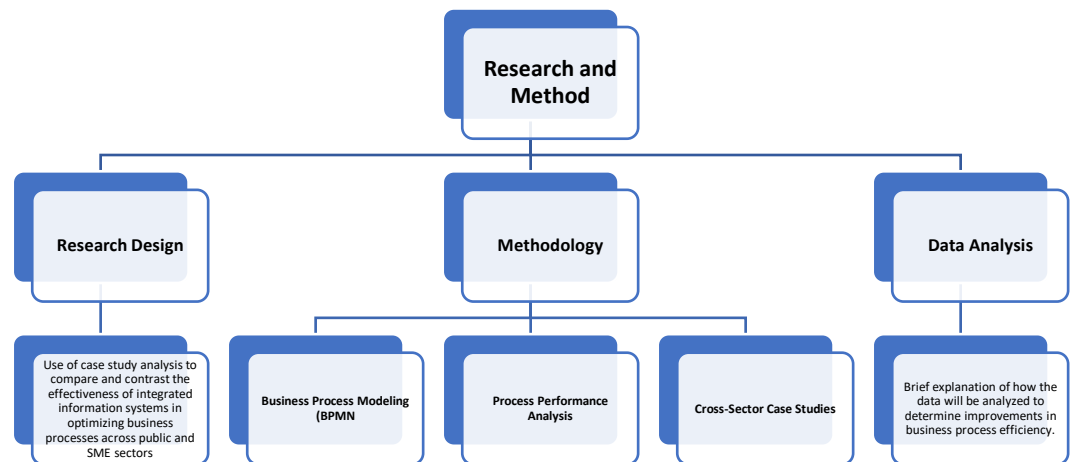 Research and
Method
Research Design
Methodology
Data Analysis
Use of case study analysis to
compare and contrast the
effectiveness of integrated
information systems in
optimizing business
processes across public and
SME sectors
Business Process Modeling
(BPMN
Process Performance
Analysis
Cross-Sector Case Studies
Brief explanation of how the
data will be analyzed to
determine improvements in
business process efficiency.